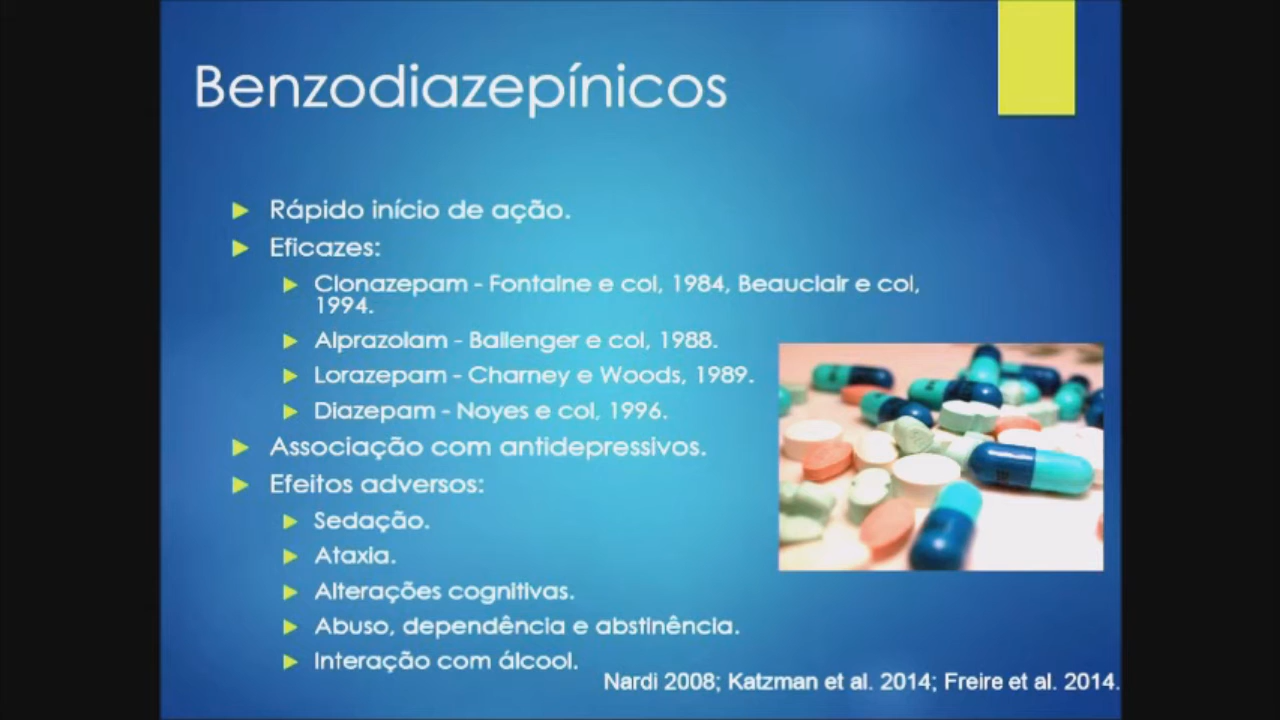 Benzodiazepínicos
Rápido início de ação.
Eficazes:
Clonazepam - Fontaine e col, 1984, Beauclair e col,
1994.
Alprazolam - Ballenger e col, 1988.
Lorazepam - Charney e Woods, 1989.
Diazepam - Noyes e col, 1996.
Associação com antidepressivos.
Efeitos adversos:
Sedação.
Ataxia.
Alterações cognitivas.
Abuso, dependência e abstinência.
Interação com álcool.
Nardi 2008; Katzman et al. 2014; Freire et al. 2014.